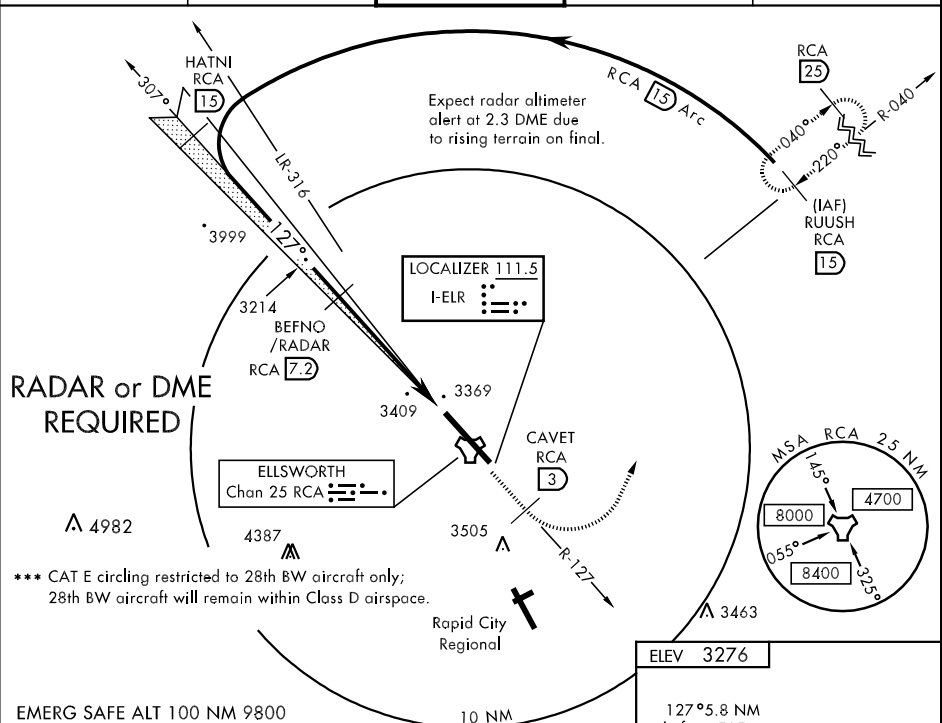 HATNI
RCA
15
307°
LR-316
127°
RCA 15 Arc
Expect radar altimeter
alert at 2.3 DME due
to rising terrain on final.
RCA
25
R-040
040°
220°
(IAF)
RUUSH
RCA
15
3999
3214
BEFNO
/RADAR
RCA 7.2
LOCALIZER 111.5
I-ELR
RADAR or DME
REQUIRED
3409
3369
CAVET
RCA
3
ELLSWORTH
Chan 25 RCA
4982
4387
3505
R-127
MSA RCA 25 NM
145°
4700
8000
055°
8400
325°
*** CAT E circling restricted to 28th BW aircraft only;
28th BW aircraft will remain within Class D airspace.
Rapid City
Regional
3463
ELEV 3276
127°5.8 NM
EMERG SAFE ALT 100 NM 9800
10 NM